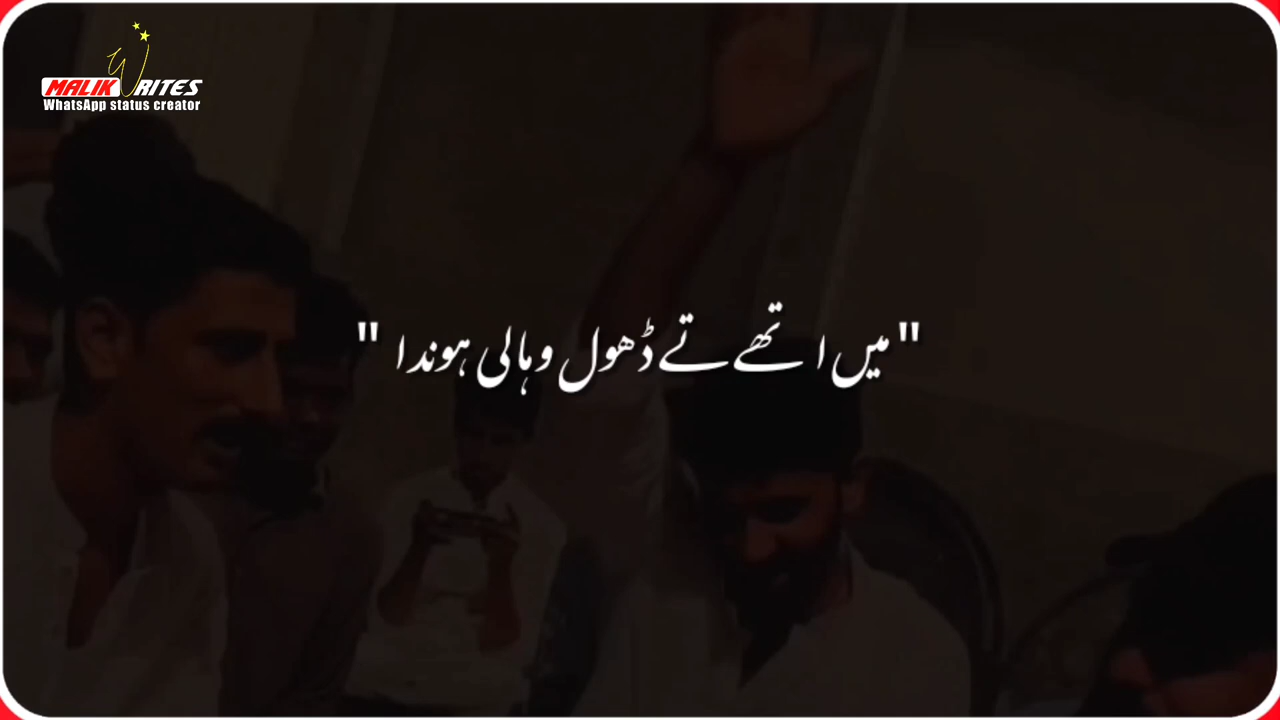 MALIK WRITES
WhatsApp status creator
"میں اتھے تے ڈھول وہالی ہوندا "